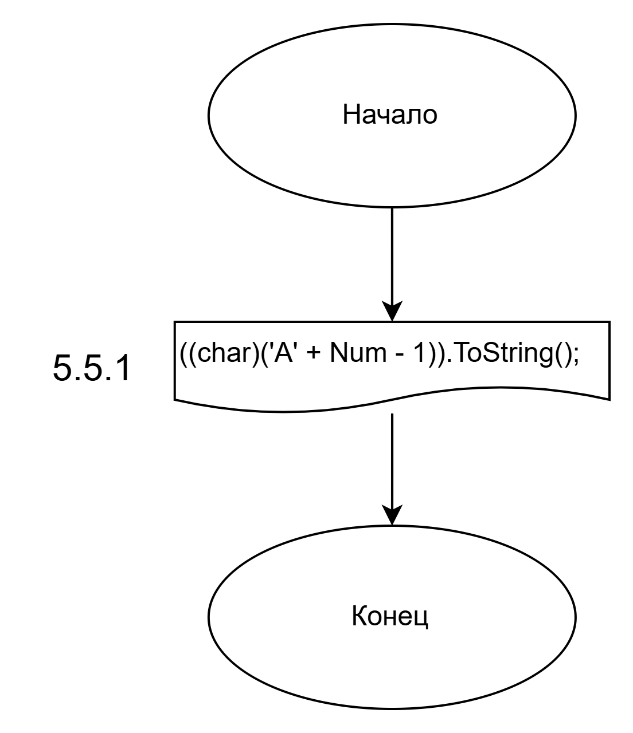 Начало
5.5.1
((char)('A' + Num - 1)).ToString();
Конец